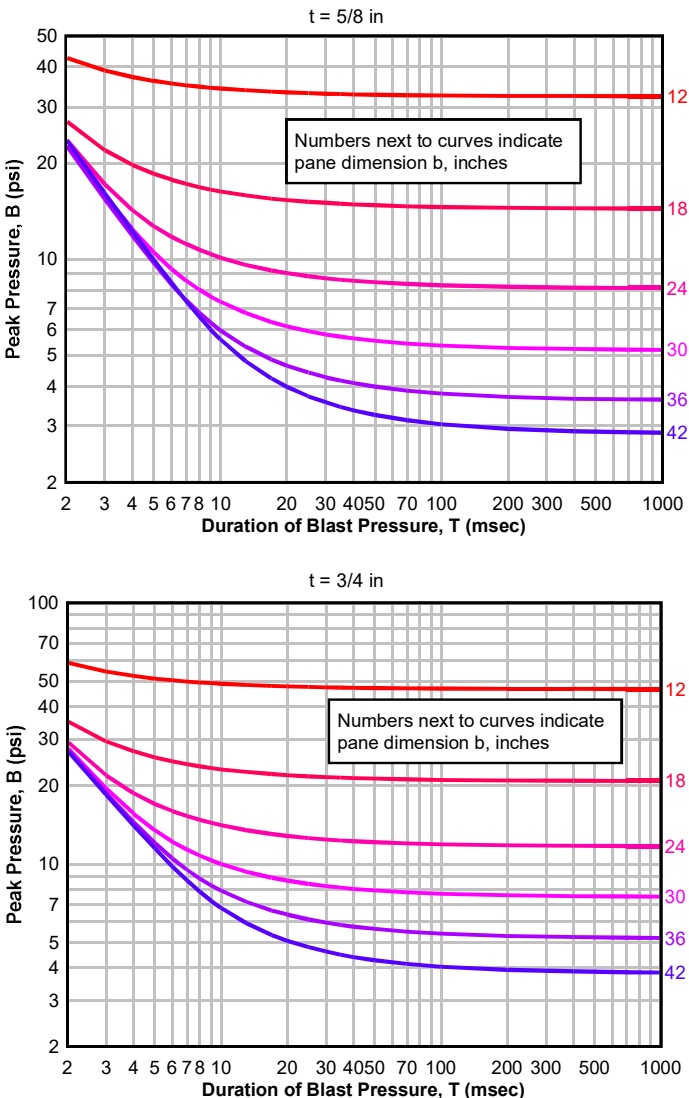 t = 5/8 in
50
40
30
20
10
7
6
5
4
3
2
Peak Pressure, B (psi)
Numbers next to curves indicate
pane dimension b, inches
12
18
24
30
36
42
2 3 4 5 6 7 8 10 20 30 40 50 70 100 200 300 500 1000
Duration of Blast Pressure, T (msec)
t = 3/4 in
100
70
50
40
30
20
10
7
5
4
3
2
Peak Pressure, B (psi)
Numbers next to curves indicate
pane dimension b, inches
12
18
24
30
36
42
2 3 4 5 6 7 8 10 20 30 40 50 70 100 200 300 500 1000
Duration of Blast Pressure, T (msec)